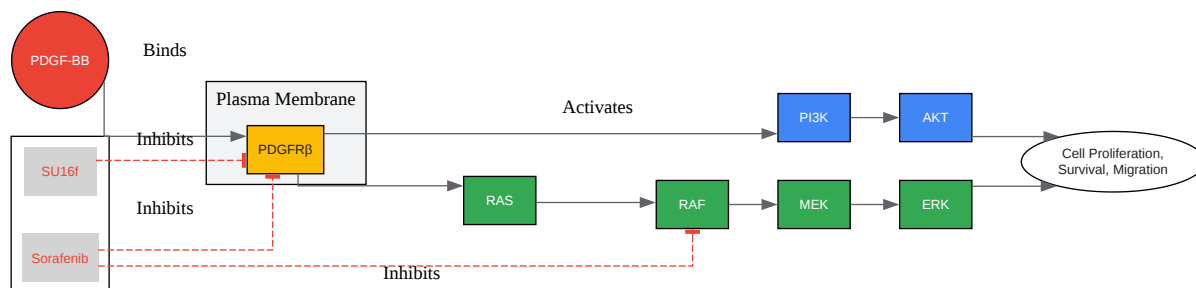 PDGF-BB
Binds
Plasma Membrane
Activates
PI3K
AKT
Inhibits
PDGFRβ
Cell Proliferation,
Survival, Migration
SU16f
RAS
RAF
MEK
ERK
Inhibits
Sorafenib
Inhibits